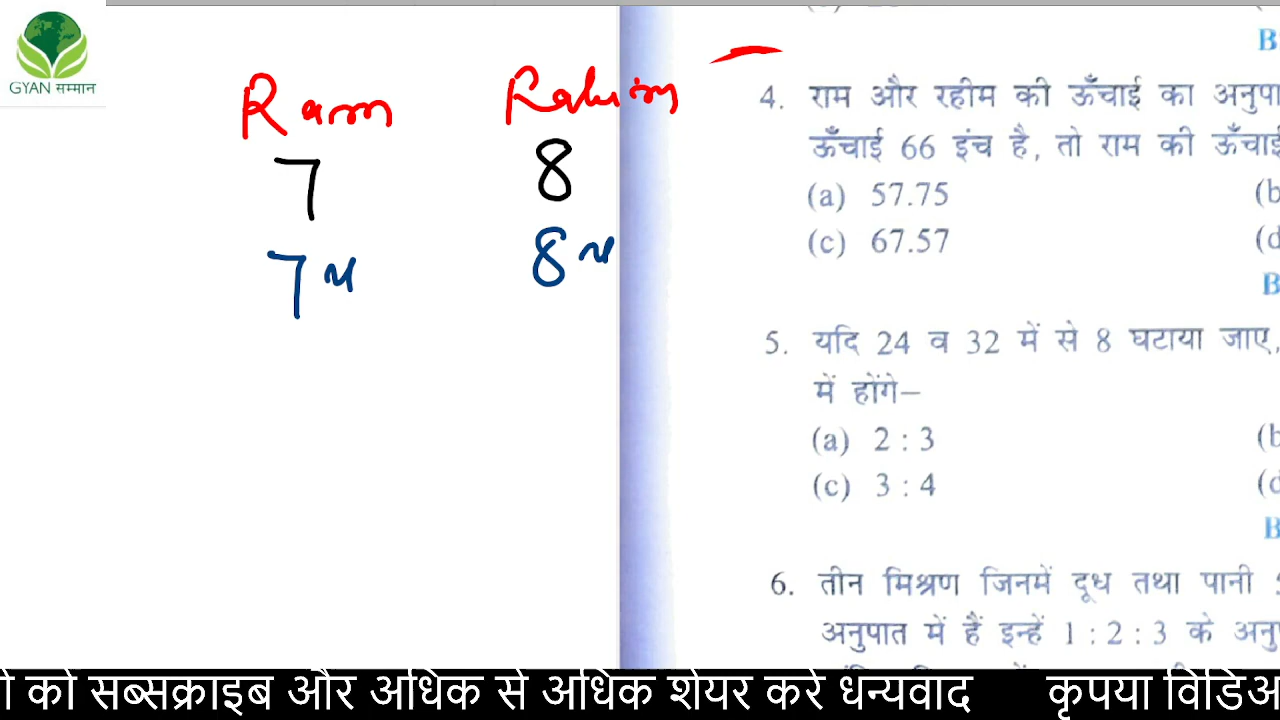 GYAN सम्मान
Ram Rahim
7 8
7x 8x
4. राम और रहीम की ऊँचाई का
ऊँचाई 66 इंच है, तो राम की
(a) 57.75
(c) 67.57
5. यदि 24 व 32 में से 8 घटाया जाए,
में होंगे–
(a) 2 : 3
(c) 3 : 4
6. तीन मिश्रण जिनमें दूध तथा पानी
अनुपात में हैं इन्हें 1 : 2 : 3 के
को सब्सक्राइब और अधिक से अधिक शेयर करे धन्यवाद कृपया